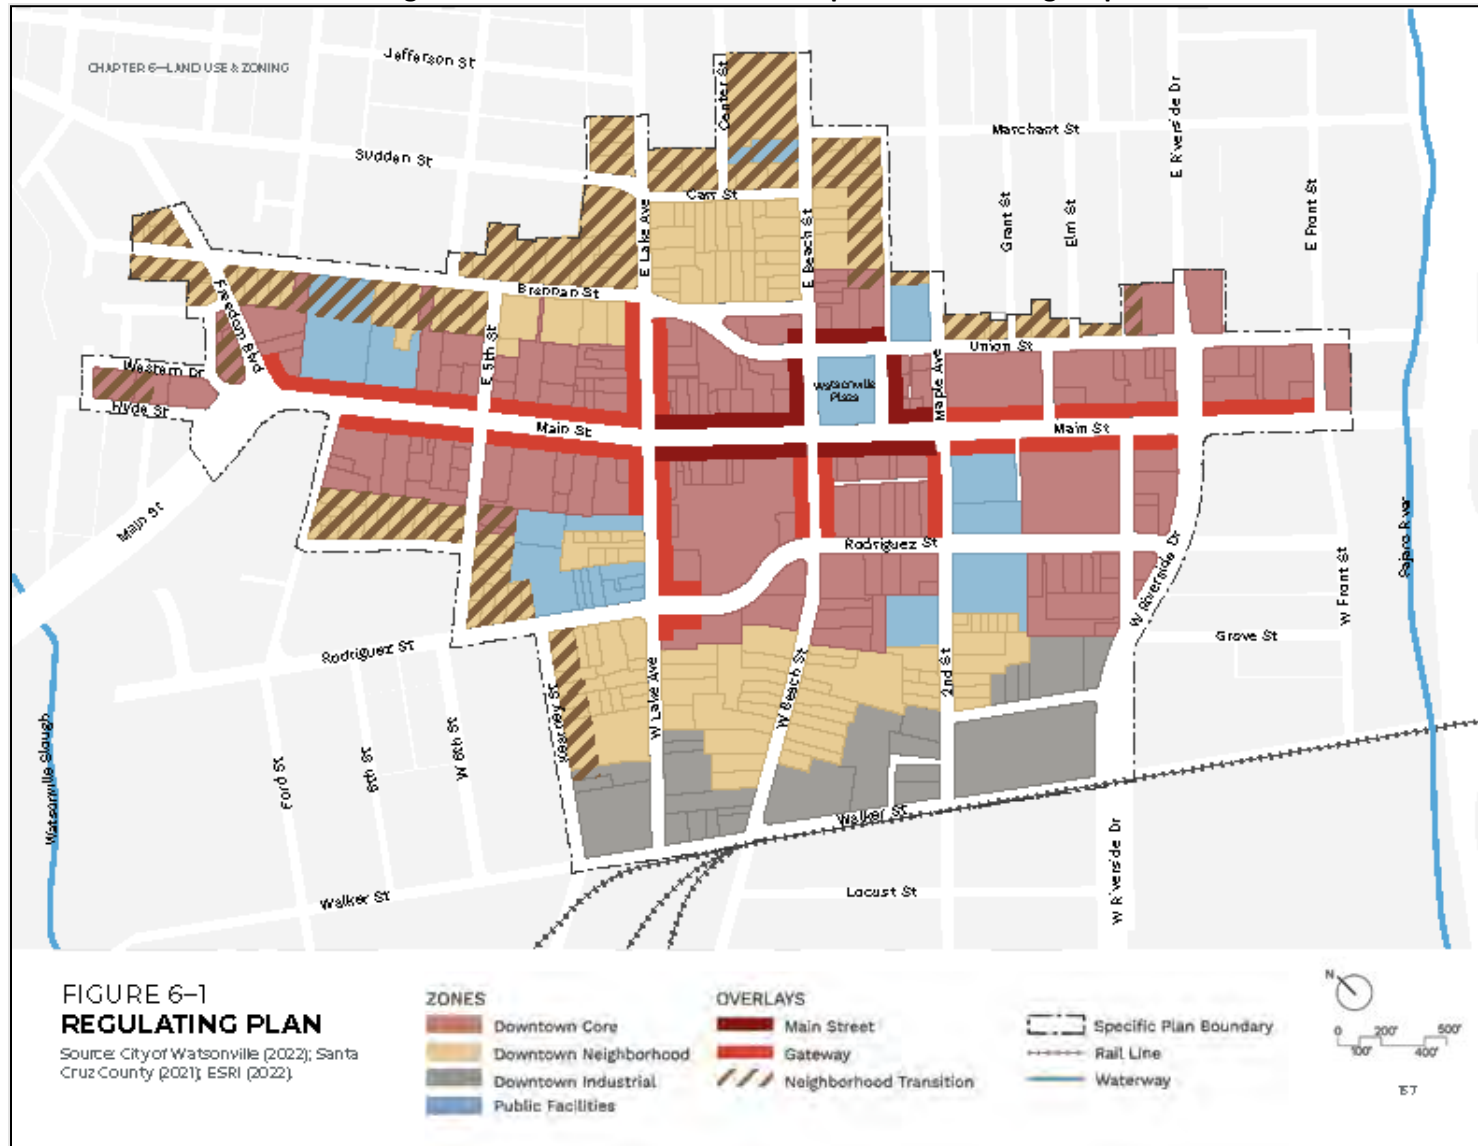 CHAPTER 6—LAND USE & ZONING
Jefferson St
Center St
Marchant St
E Riverside Dr
Sudden St
Carr St
Grant St
Elm St
E Front St
E Lake Ave
E Beach St
Brennan St
Freedom Blvd
Union St
E 5th St
Maple Ave
Western Dr
Hyde St
Watsonville
Plaza
Main St
Main St
Main St
Rodriguez St
Pajaro River
W Riverside Dr
W Front St
Grove St
Rodriguez St
Kearney St
W Lake Ave
W Beach St
2nd St
Watsonville Slough
Ford St
6th St
W 6th St
Walker St
Walker St
Locust St
W Riverside Dr
FIGURE 6–1
REGULATING PLAN
Source: City of Watsonville (2022); Santa
Cruz County (2021); ESRI (2022).
ZONES
Downtown Core
Downtown Neighborhood
Downtown Industrial
Public Facilities
OVERLAYS
Main Street
Gateway
Neighborhood Transition
Specific Plan Boundary
Rail Line
Waterway
N
0 200' 500'
100' 400'
157